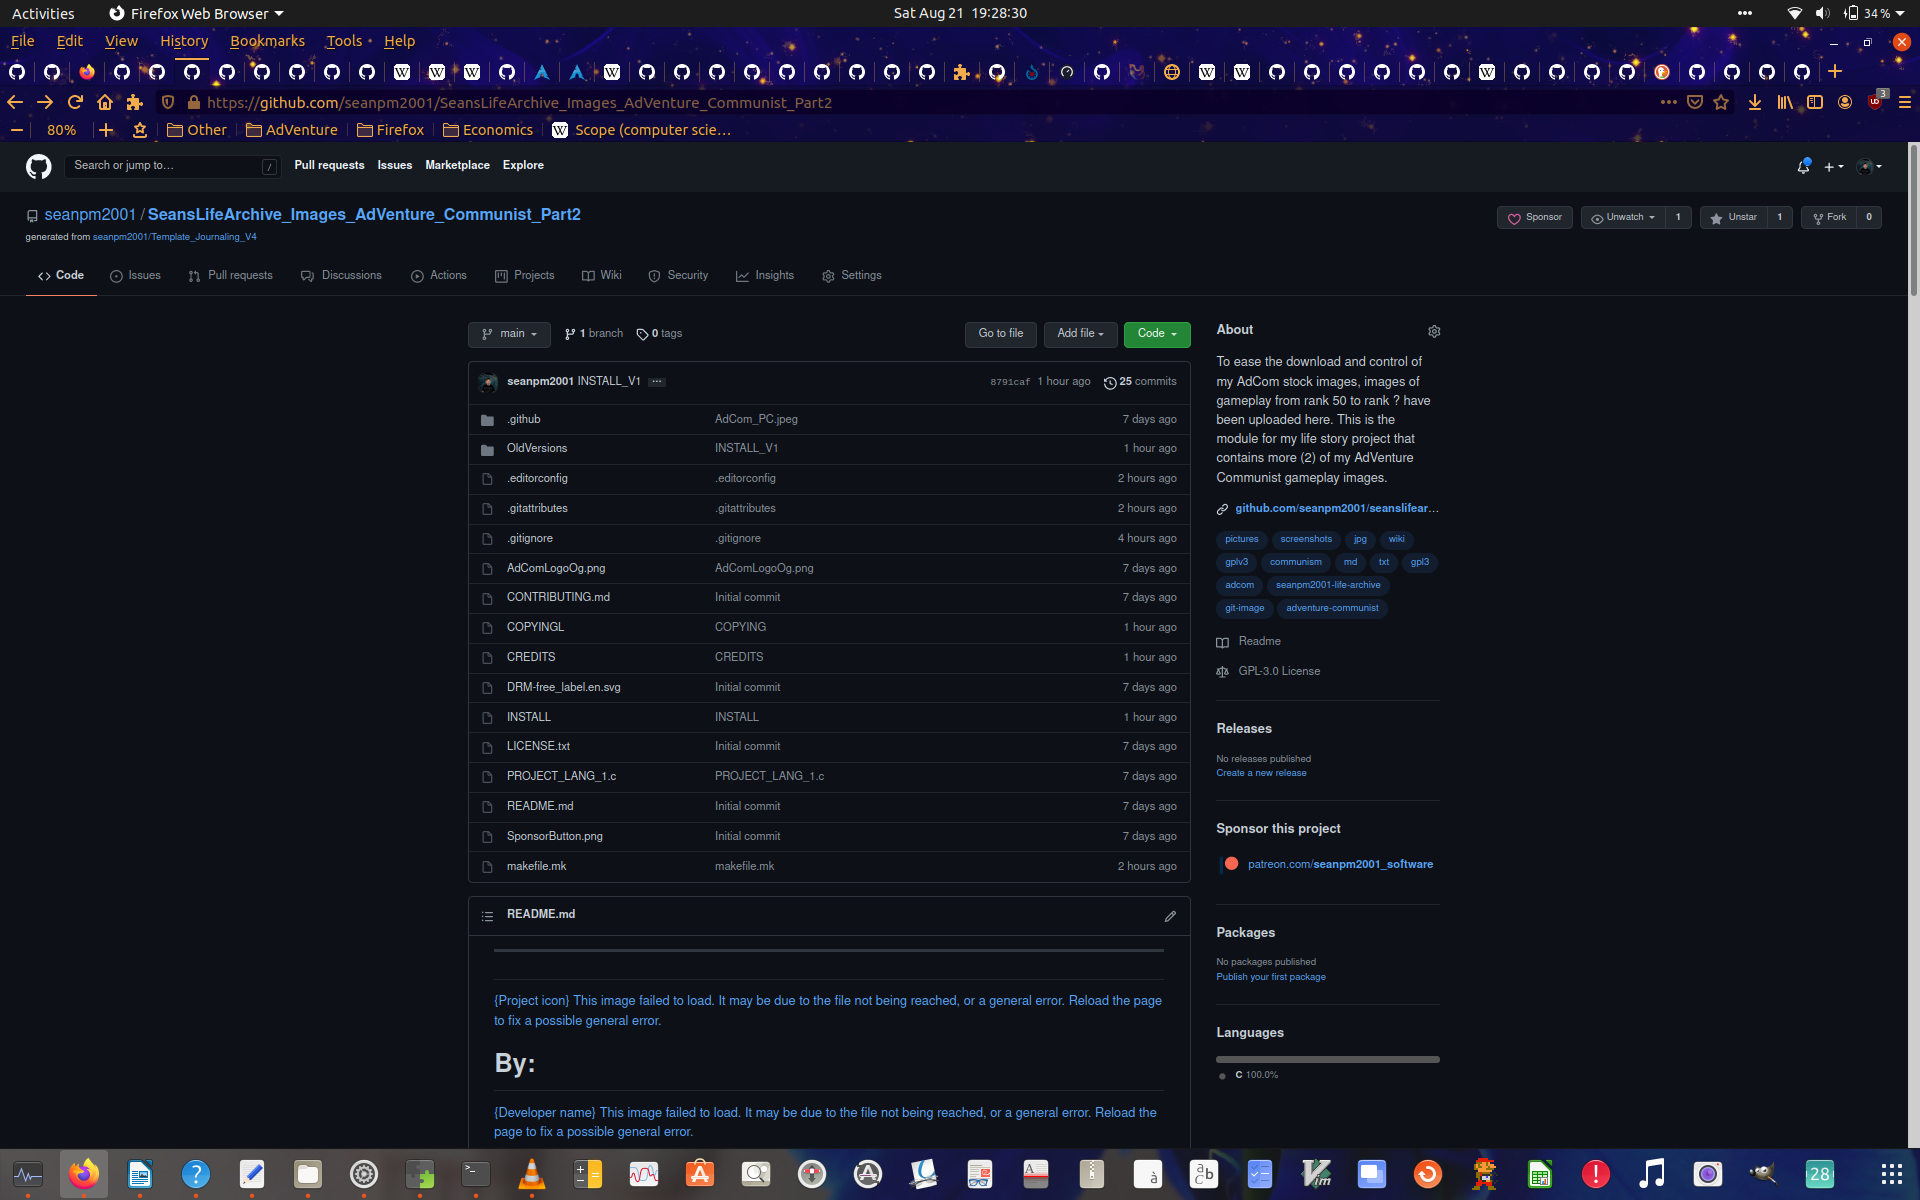 Activities
Firefox Web Browser
Sat Aug 21 19:28:30
34 %
File Edit View History Bookmarks Tools Help
https://github.com/seanpm2001/SeansLifeArchive_Images_AdVenture_Communist_Part2
3
80%
Other
AdVenture
Firefox
Economics
Scope (computer scie…
Search or jump to…
/
Pull requests Issues Marketplace Explore
seanpm2001 / SeansLifeArchive_Images_AdVenture_Communist_Part2
generated from seanpm2001/Template_Journaling_V4
Sponsor
Unwatch 1
Unstar 1
Fork 0
Code
Issues
Pull requests
Discussions
Actions
Projects
Wiki
Security
Insights
Settings
main
1 branch
0 tags
Go to file
Add file
Code
seanpm2001 INSTALL_V1 ... 8791caf 1 hour ago 25 commits
.github AdCom_PC.jpeg 7 days ago
OldVersions INSTALL_V1 1 hour ago
.editorconfig .editorconfig 2 hours ago
.gitattributes .gitattributes 2 hours ago
.gitignore .gitignore 4 hours ago
AdComLogoOg.png AdComLogoOg.png 7 days ago
CONTRIBUTING.md Initial commit 7 days ago
COPYINGL COPYING 1 hour ago
CREDITS CREDITS 1 hour ago
DRM-free_label.en.svg Initial commit 7 days ago
INSTALL INSTALL 1 hour ago
LICENSE.txt Initial commit 7 days ago
PROJECT_LANG_1.c PROJECT_LANG_1.c 7 days ago
README.md Initial commit 7 days ago
SponsorButton.png Initial commit 7 days ago
makefile.mk makefile.mk 2 hours ago
README.md
{Project icon} This image failed to load. It may be due to the file not being reached, or a general error. Reload the page
to fix a possible general error.
By:
{Developer name} This image failed to load. It may be due to the file not being reached, or a general error. Reload the
page to fix a possible general error.
About
To ease the download and control of
my AdCom stock images, images of
gameplay from rank 50 to rank ? have
been uploaded here. This is the
module for my life story project that
contains more (2) of my AdVenture
Communist gameplay images.
github.com/seanpm2001/seanslifear…
pictures screenshots jpg wiki
gplv3 communism md txt gpl3
adcom seanpm2001-life-archive
git-image adventure-communist
Readme
GPL-3.0 License
Releases
No releases published
Create a new release
Sponsor this project
patreon.com/seanpm2001_software
Packages
No packages published
Publish your first package
Languages
C 100.0%
28